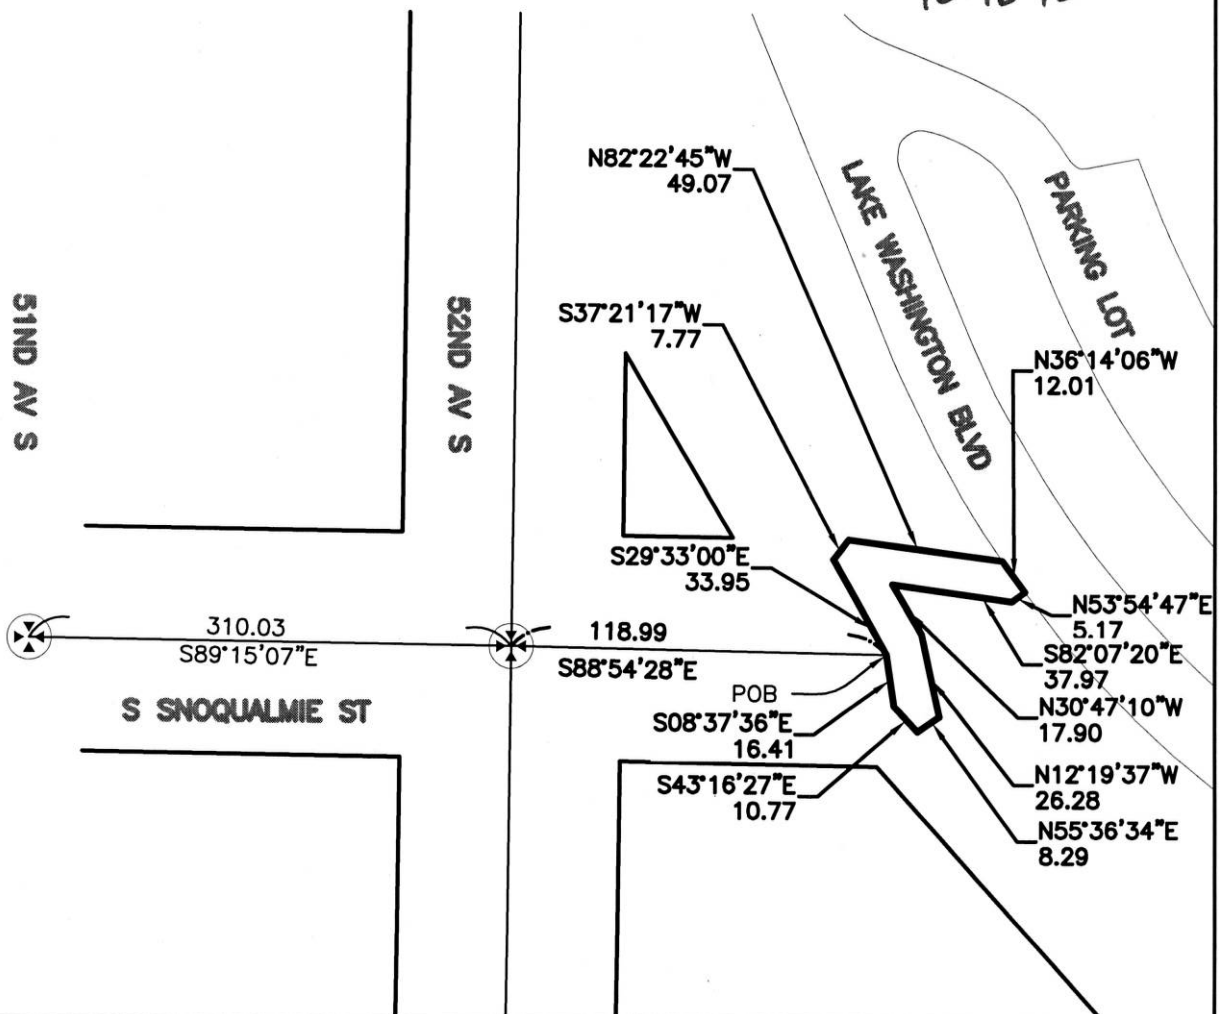 N82°22'45"W
49.07
LAKE WASHINGTON BLVD
PARKING LOT
51ND AV S
52ND AV S
S37°21'17"W
7.77
N36°14'06"W
12.01
S29°33'00"E
33.95
N53°54'47"E
5.17
310.03
S89°15'07"E
118.99
S88°54'28"E
S82°07'20"E
37.97
POB
S SNOQUALMIE ST
S08°37'36"E
16.41
N30°47'10"W
17.90
S43°16'27"E
10.77
N12°19'37"W
26.28
N55°36'34"E
8.29